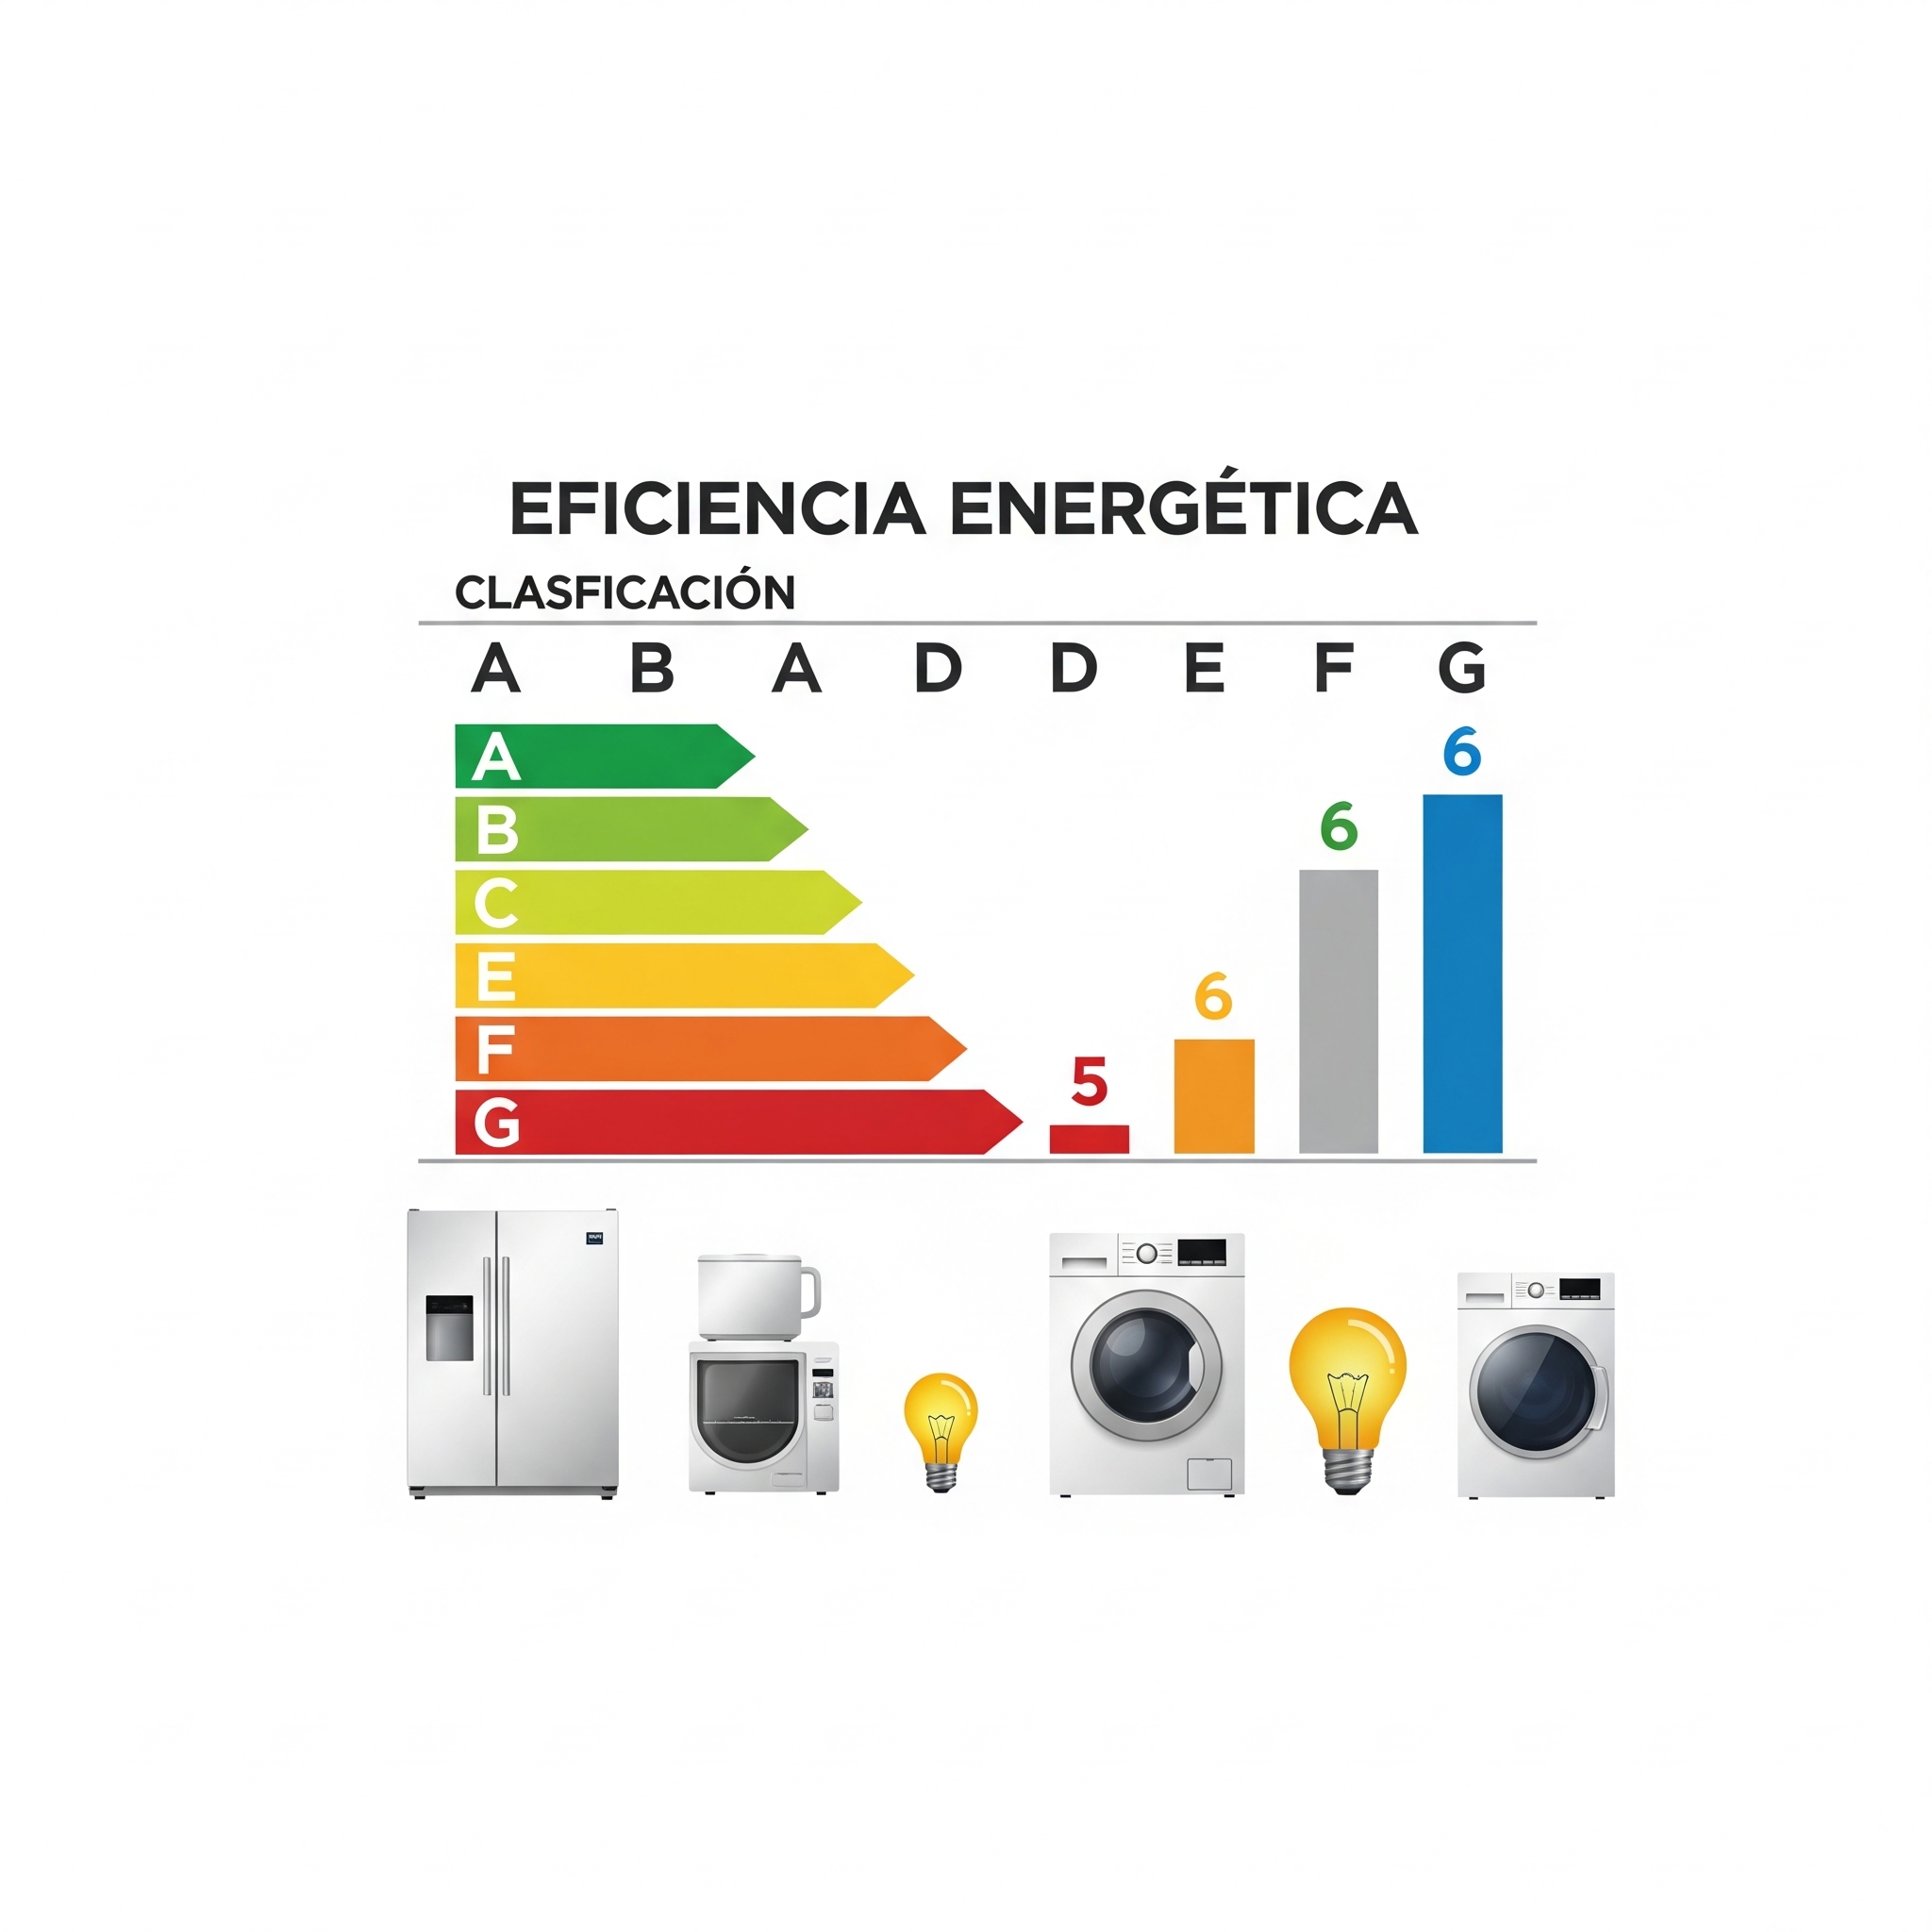 EFICIENCIA ENERGÉTICA
CLASFICACIÓN
A B A D D E F G
A
B
C
E
F
G
5
6
6
6